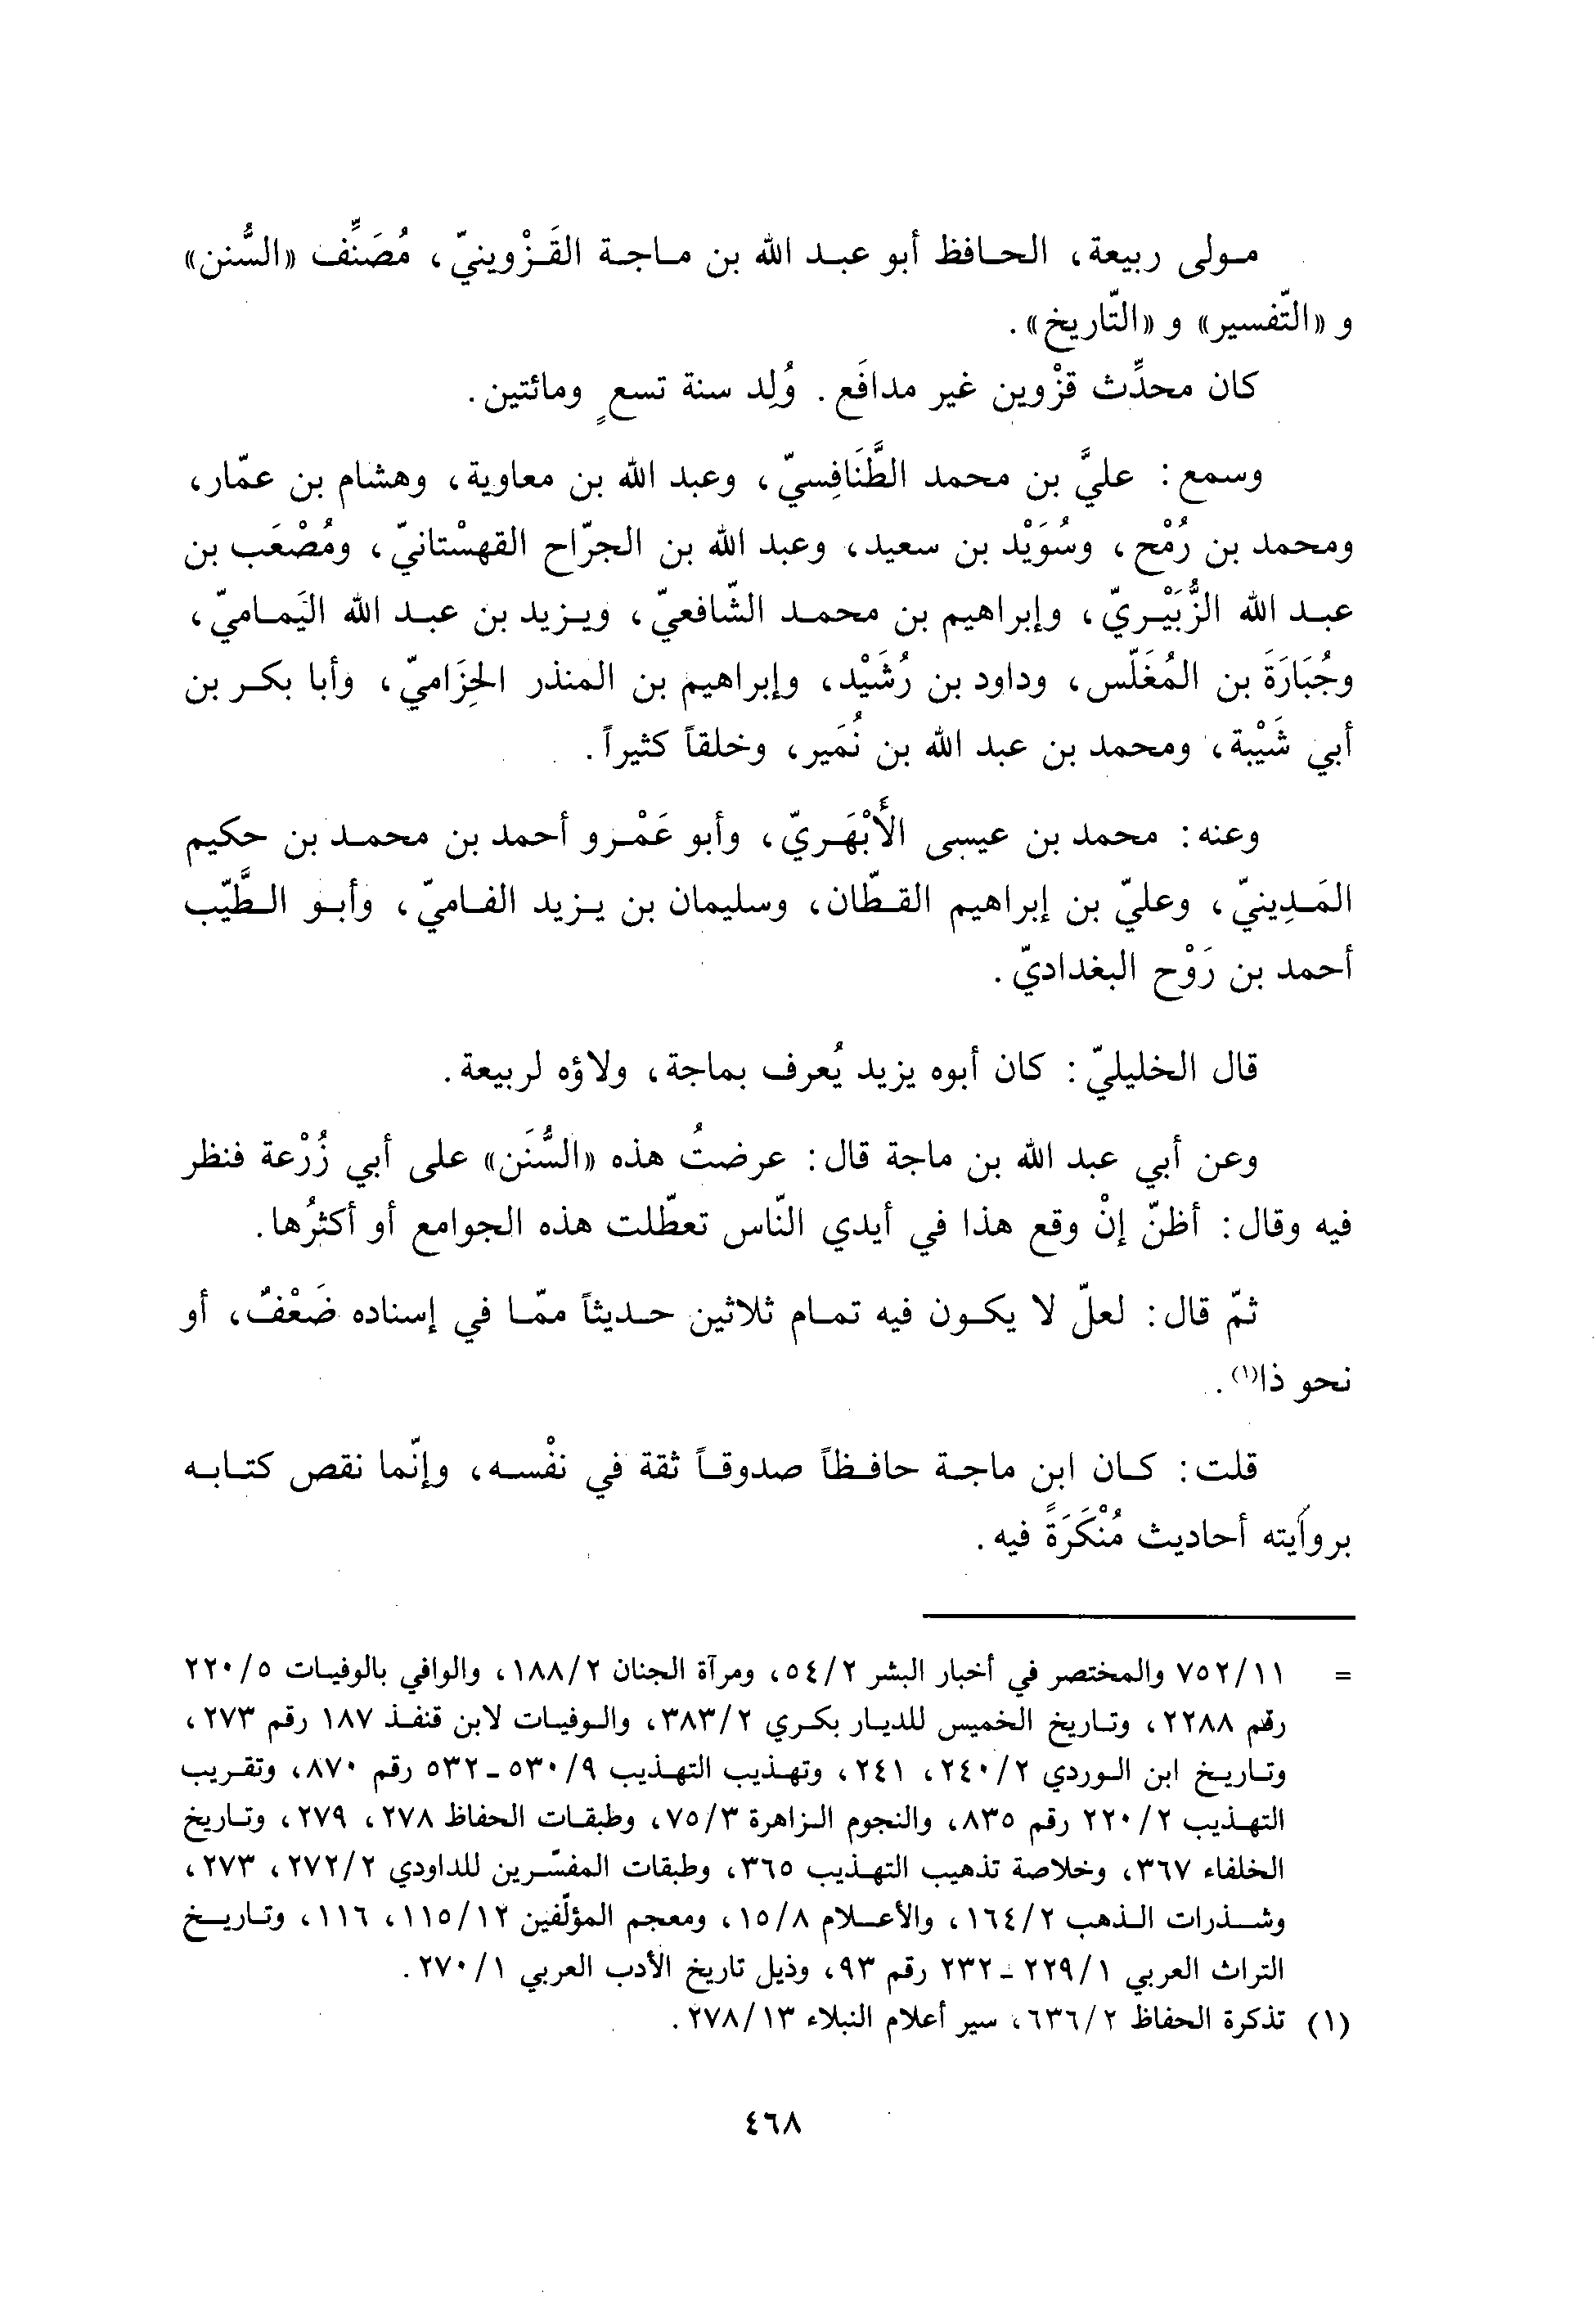 مولى ربيعة، الحافظ أبو عبد الله بن ماجة القَزْوينيّ، مُصَنِّف «السُّنن»
و «التّفسير» و «التّاريخ».
كان محدِّث قزْوين غير مدافَع. وُلِد سنة تسعٍ ومائتين.
وسمع: عليَّ بن محمد الطَّنَافِسيّ، وعبد الله بن معاوية، وهشام بن عمّار،
ومحمد بن رُمْح، وسُوَيْد بن سعيد، وعبد الله بن الجرّاح القهسْتانيّ، ومُصْعَب بن
عبد الله الزُّبَيْريّ، وإبراهيم بن محمد الشّافعيّ، ويزيد بن عبد الله اليَماميّ،
وجُبَارَةَ بن المُغَلّس، وداود بن رُشَيْد، وإبراهيم بن المنذر الحِزَاميّ، وأبا بكر بن
أبي شَيْبة، ومحمد بن عبد الله بن نُمَير، وخلقاً كثيراً.
وعنه: محمد بن عيسى الأَبْهَريّ، وأبو عَمْرو أحمد بن محمد بن حكيم
المَدِينيّ، وعليّ بن إبراهيم القطّان، وسليمان بن يزيد الفاميّ، وأبو الطَّيّب
أحمد بن رَوْح البغداديّ.
قال الخليليّ: كان أبوه يزيد يُعرف بماجة، ولاؤه لربيعة.
وعن أبي عبد الله بن ماجة قال: عرضتُ هذه «السُّنَن» على أبي زُرْعة فنظر
فيه وقال: أظنّ إنْ وقع هذا في أيدي النّاس تعطّلت هذه الجوامع أو أكثرُها.
ثمّ قال: لعلّ لا يكون فيه تمام ثلاثين حديثاً ممّا في إسناده ضَعْفٌ، أو
نحو ذا(١).
قلت: كان ابن ماجة حافظاً صدوقاً ثقة في نفْسه، وإنّما نقص كتابه
بروايته أحاديث مُنْكَرَةً فيه.
= ٧٥٢/١١ والمختصر في أخبار البشر ٥٤/٢، ومرآة الجنان ١٨٨/٢، والوافي بالوفيات ٢٢٠/٥
رقم ٢٢٨٨، وتاريخ الخميس للديار بكري ٣٨٣/٢، والوفيات لابن قنفذ ١٨٧ رقم ٢٧٣،
وتاريخ ابن الوردي ٢٤٠/٢، ٢٤١، وتهذيب التهذيب ٥٣٠/٩ ـ ٥٣٢ رقم ٨٧٠، وتقريب
التهذيب ٢٢٠/٢ رقم ٨٣٥، والنجوم الزاهرة ٧٥/٣، وطبقات الحفاظ ٢٧٨، ٢٧٩، وتاريخ
الخلفاء ٣٦٧، وخلاصة تذهيب التهذيب ٣٦٥، وطبقات المفسّرين للداودي ٢٧٢/٢، ٢٧٣،
وشذرات الذهب ١٦٤/٢، والأعلام ١٥/٨، ومعجم المؤلّفين ١١٥/١٢، ١١٦، وتاريخ
التراث العربي ٢٢٩/١ ـ ٢٣٢ رقم ٩٣، وذيل تاريخ الأدب العربي ٢٧٠/١.
(١) تذكرة الحفاظ ٦٣٦/٢، سير أعلام النبلاء ٢٧٨/١٣.
٤٦٨